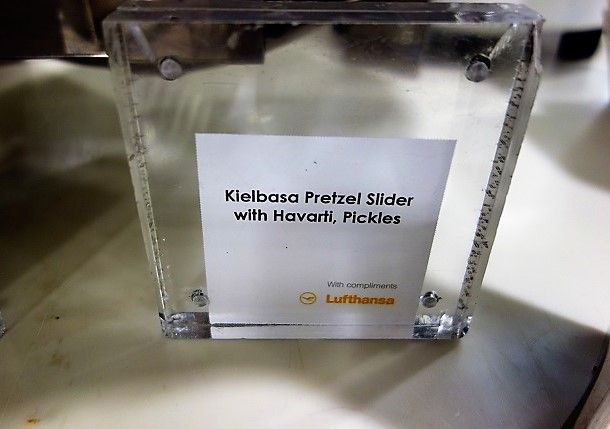 Kielbasa Pretzel Slider
with Havarti, Pickles
With compliments
Lufthansa